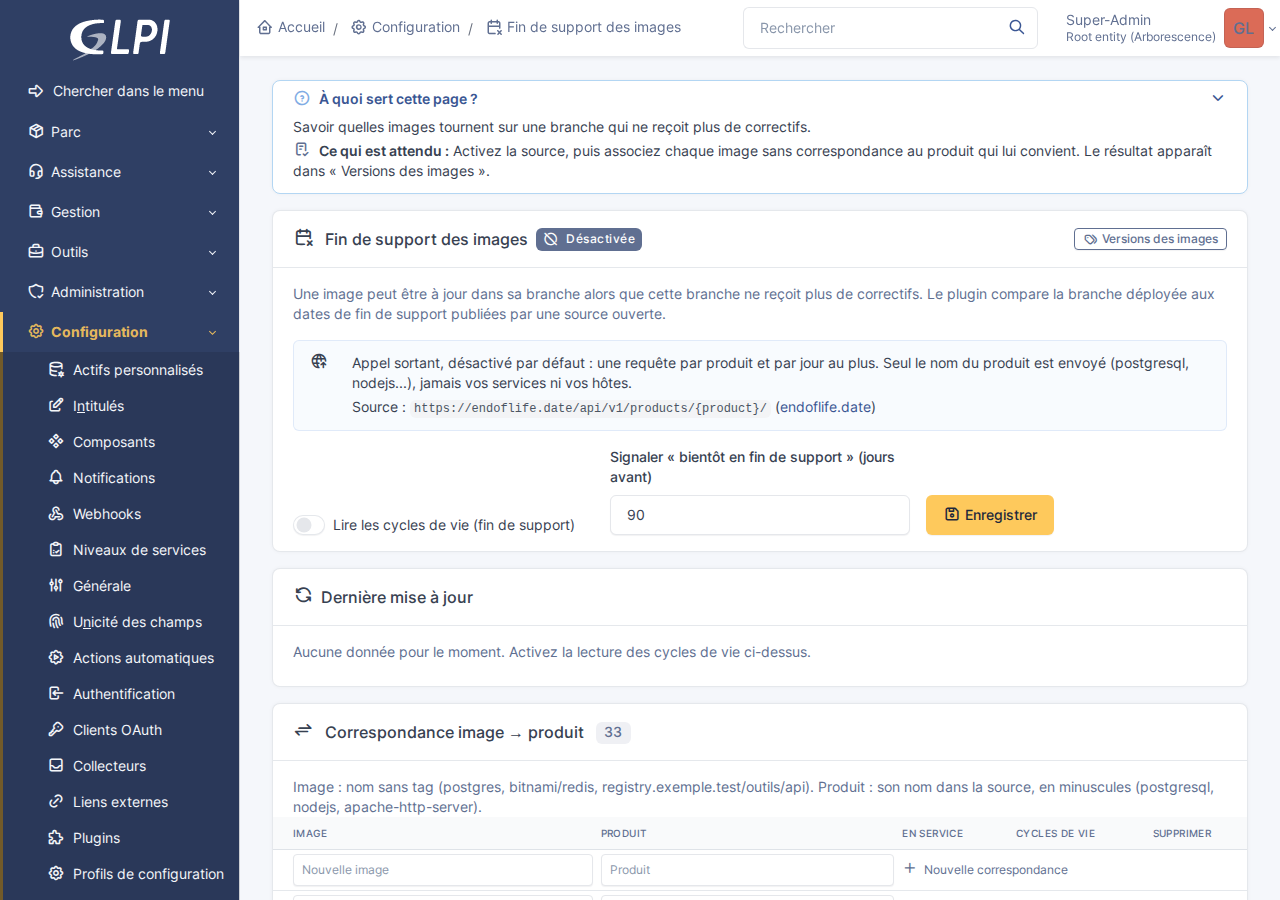 GLPI
Accueil / Configuration / Fin de support des images
Rechercher
Super-Admin
Root entity (Arborescence)
GL
Chercher dans le menu
Parc
Assistance
Gestion
Outils
Administration
Configuration
Actifs personnalisés
Intitulés
Composants
Notifications
Webhooks
Niveaux de services
Générale
Unicité des champs
Actions automatiques
Authentification
Clients OAuth
Collecteurs
Liens externes
Plugins
Profils de configuration
À quoi sert cette page ?
Savoir quelles images tournent sur une branche qui ne reçoit plus de correctifs.
Ce qui est attendu : Activez la source, puis associez chaque image sans correspondance au produit qui lui convient. Le résultat apparaît
dans « Versions des images ».
Fin de support des images Désactivée
Versions des images
Une image peut être à jour dans sa branche alors que cette branche ne reçoit plus de correctifs. Le plugin compare la branche déployée aux
dates de fin de support publiées par une source ouverte.
Appel sortant, désactivé par défaut : une requête par produit et par jour au plus. Seul le nom du produit est envoyé (postgresql,
nodejs…), jamais vos services ni vos hôtes.
Source : https://endoflife.date/api/v1/products/{product}/ (endoflife.date)
Signaler « bientôt en fin de support » (jours
avant)
Lire les cycles de vie (fin de support)
90
Enregistrer
Dernière mise à jour
Aucune donnée pour le moment. Activez la lecture des cycles de vie ci-dessus.
Correspondance image → produit 33
Image : nom sans tag (postgres, bitnami/redis, registry.exemple.test/outils/api). Produit : son nom dans la source, en minuscules (postgresql,
nodejs, apache-http-server).
IMAGE PRODUIT EN SERVICE CYCLES DE VIE SUPPRIMER
Nouvelle image Produit + Nouvelle correspondance